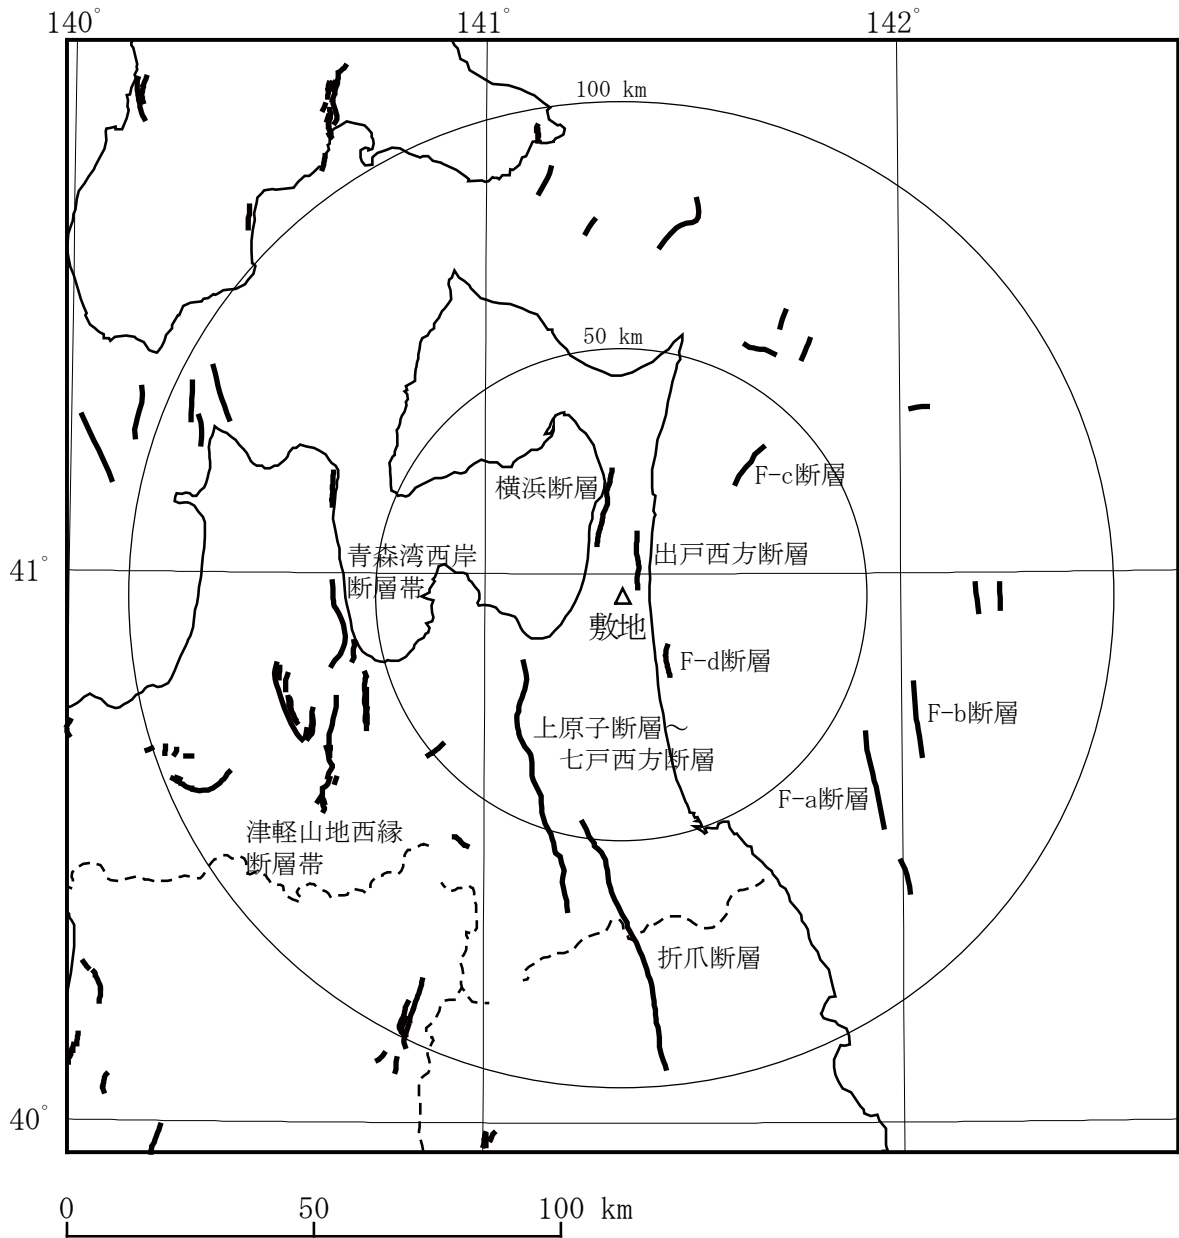 140°
141°
142°
100 km
50 km
F-c断層
横浜断層
出戸西方断層
青森湾西岸
断層帯
41°
敷地
F-d断層
F-b断層
上原子断層～
七戸西方断層
F-a断層
津軽山地西縁
断層帯
折爪断層
40°
0
50
100 km